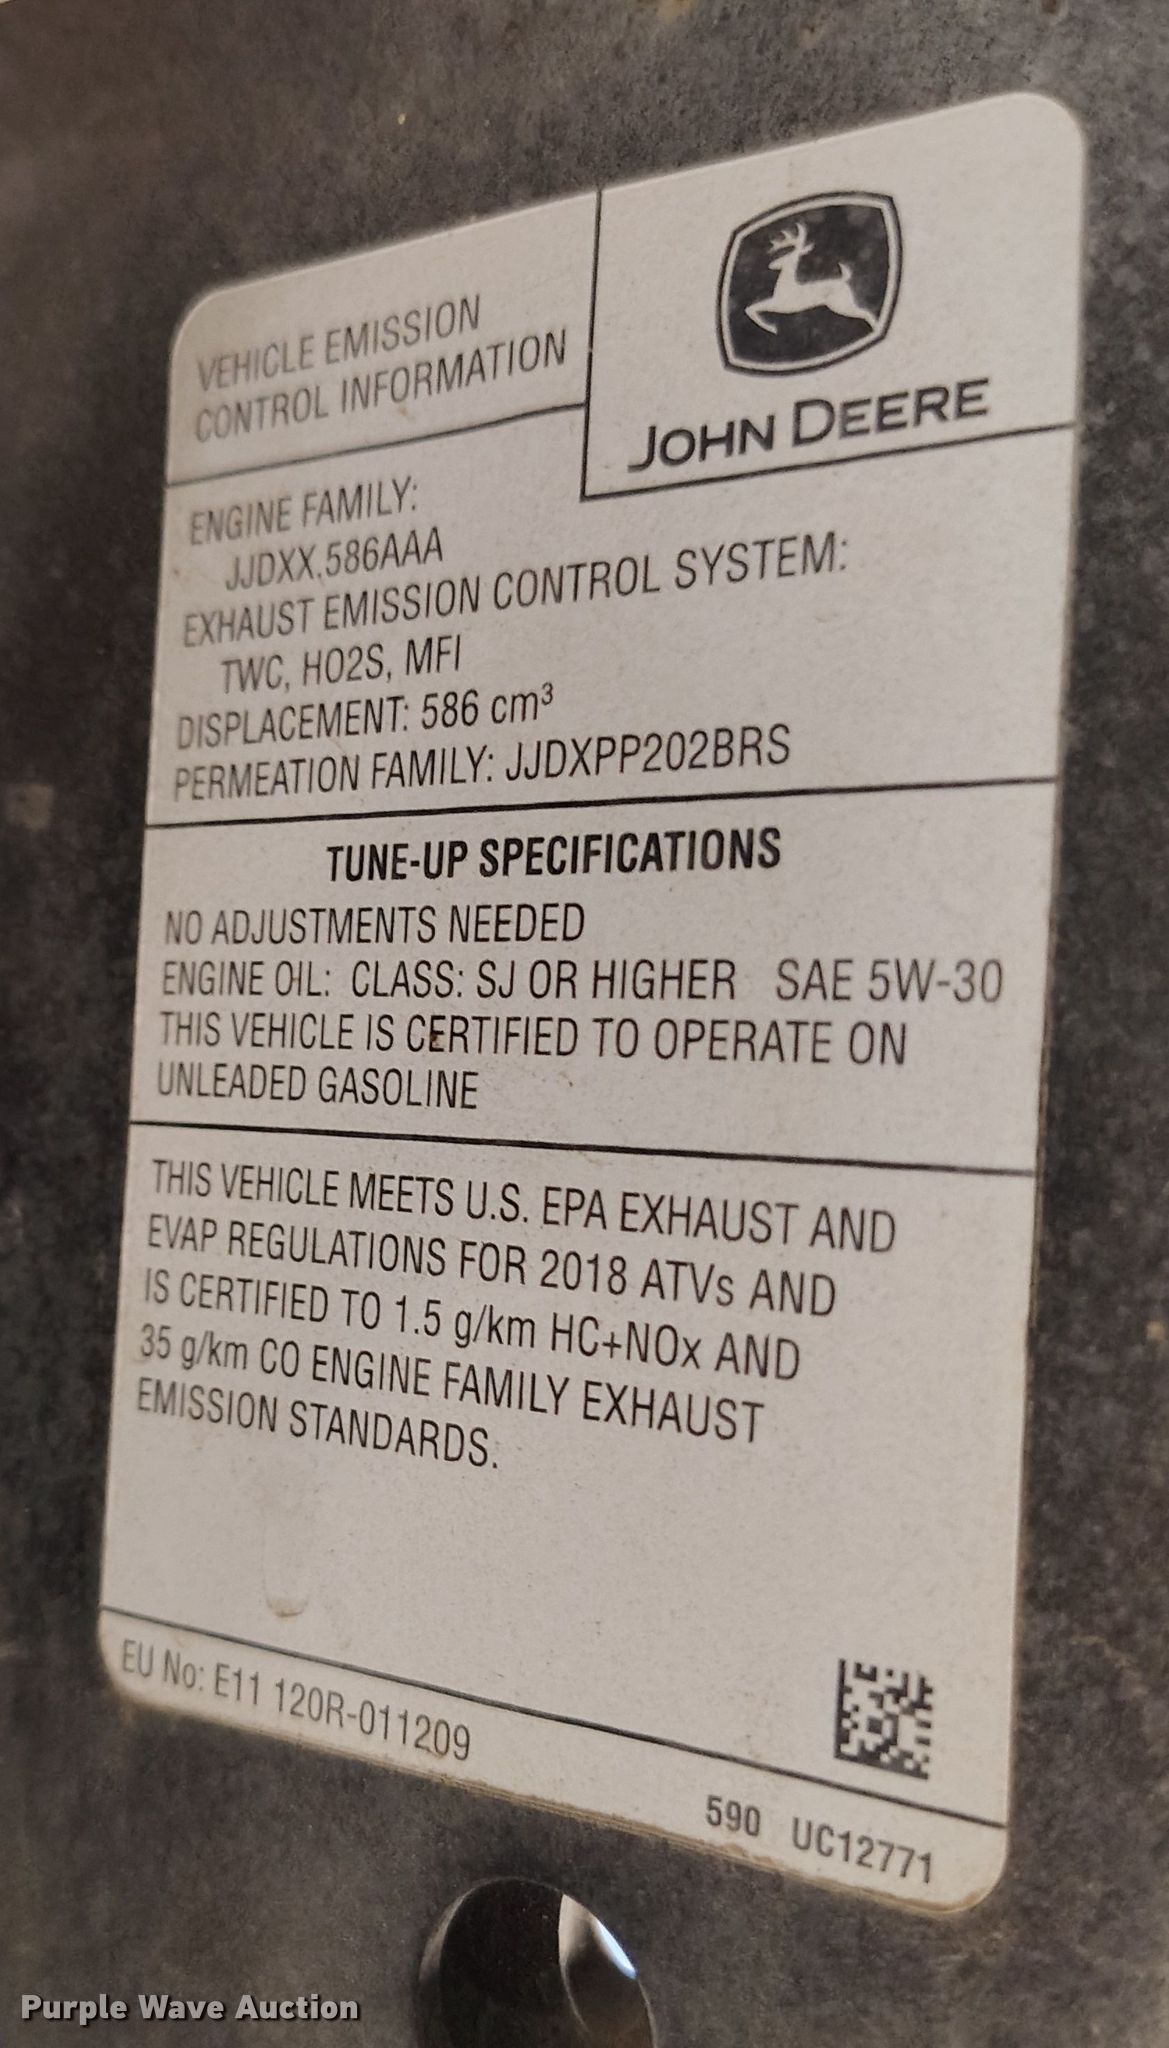 VEHICLE EMISSION
CONTROL INFORMATION
JOHN DEERE
ENGINE FAMILY:
JJDXX.586AAA
EXHAUST EMISSION CONTROL SYSTEM:
TWC, HO2S, MFI
DISPLACEMENT: 586 cm³
PERMEATION FAMILY: JJDXPP202BRS
TUNE-UP SPECIFICATIONS
NO ADJUSTMENTS NEEDED
ENGINE OIL: CLASS: SJ OR HIGHER SAE 5W-30
THIS VEHICLE IS CERTIFIED TO OPERATE ON
UNLEADED GASOLINE
THIS VEHICLE MEETS U.S. EPA EXHAUST AND
EVAP REGULATIONS FOR 2018 ATVs AND
IS CERTIFIED TO 1.5 g/km HC+NOx AND
35 g/km CO ENGINE FAMILY EXHAUST
EMISSION STANDARDS.
EU No: E11 120R-011209
590 UC12771
Purple Wave Auction